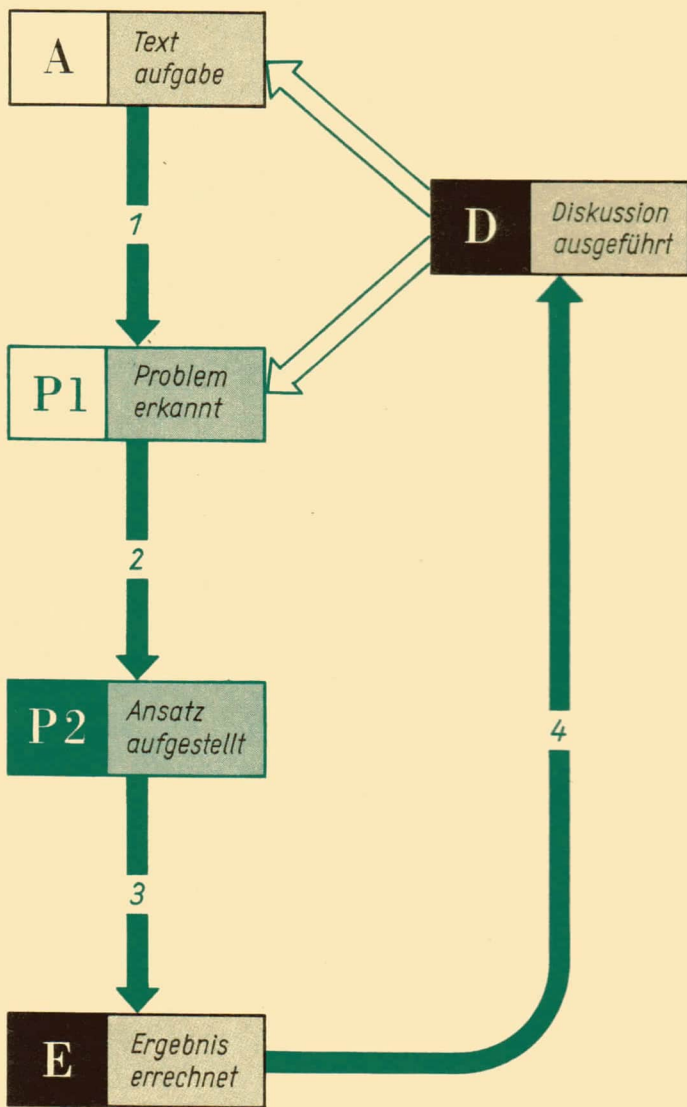 A
Text
aufgabe
1
D
Diskussion
ausgeführt
P1
Problem
erkannt
2
P2
Ansatz
aufgestellt
3
4
E
Ergebnis
errechnet